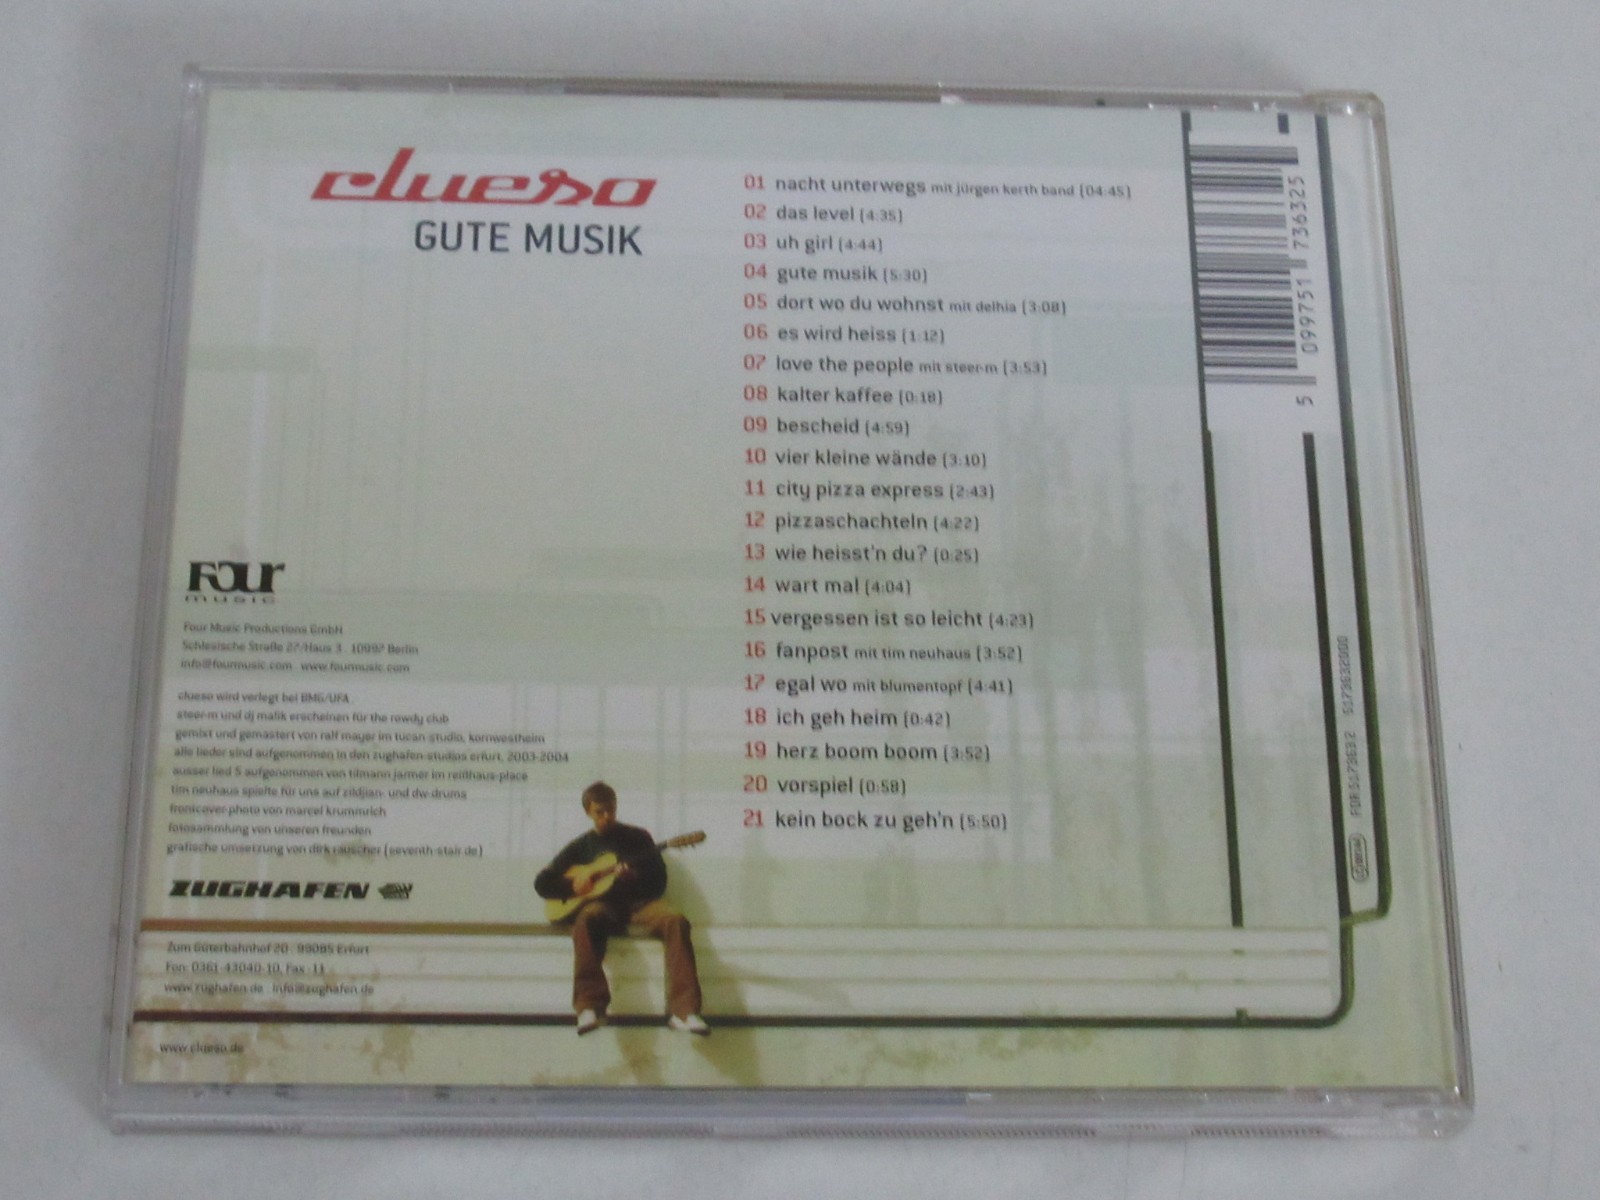 clueso
GUTE MUSIK
01 nacht unterwegs mit jürgen kerth band (04:45)
02 das level (4:35)
03 uh girl (4:44)
04 gute musik (5:30)
05 dort wo du wohnst mit delhia (3:08)
06 es wird heiss (1:12)
07 love the people mit steer-m (3:53)
08 kalter kaffee (0:18)
09 bescheid (4:59)
10 vier kleine wände (3:10)
11 city pizza express (2:43)
12 pizzaschachteln (4:22)
13 wie heisst'n du? (0:25)
14 wart mal (4:04)
15 vergessen ist so leicht (4:23)
16 fanpost mit tim neuhaus (3:52)
17 egal wo mit blumentopf (4:41)
18 ich geh heim (0:42)
19 herz boom boom (3:52)
20 vorspiel (0:58)
21 kein bock zu geh'n (5:50)
Four
music
Four Music Productions GmbH
Schlesische Straße 27/Haus 3 · 10997 Berlin
info@fourmusic.com · www.fourmusic.com
clueso wird verlegt bei BMG/UFA.
steer-m und dj malik erscheinen für the rowdy club
gemixt und gemastert von ralf mayer im tucan-studio, kornwestheim
alle lieder sind aufgenommen in den zughafen-studios erfurt, 2003-2004
ausser lied 5 aufgenommen von tilmann jarmer im reißhaus-place
tim neuhaus spielte für uns auf zildjian- und dw-drums
frontcover-photo von marcel krummrich
fotosammlung von unseren freunden
grafische umsetzung von dirk rauscher (seventh-stair.de)
ZUGHAFEN
Zum Güterbahnhof 20 · 99085 Erfurt
Fon: 0361-43040-10, Fax -11
www.zughafen.de · info@zughafen.de
www.clueso.de
5 099751 736325
FOR 517363 2 5173632000